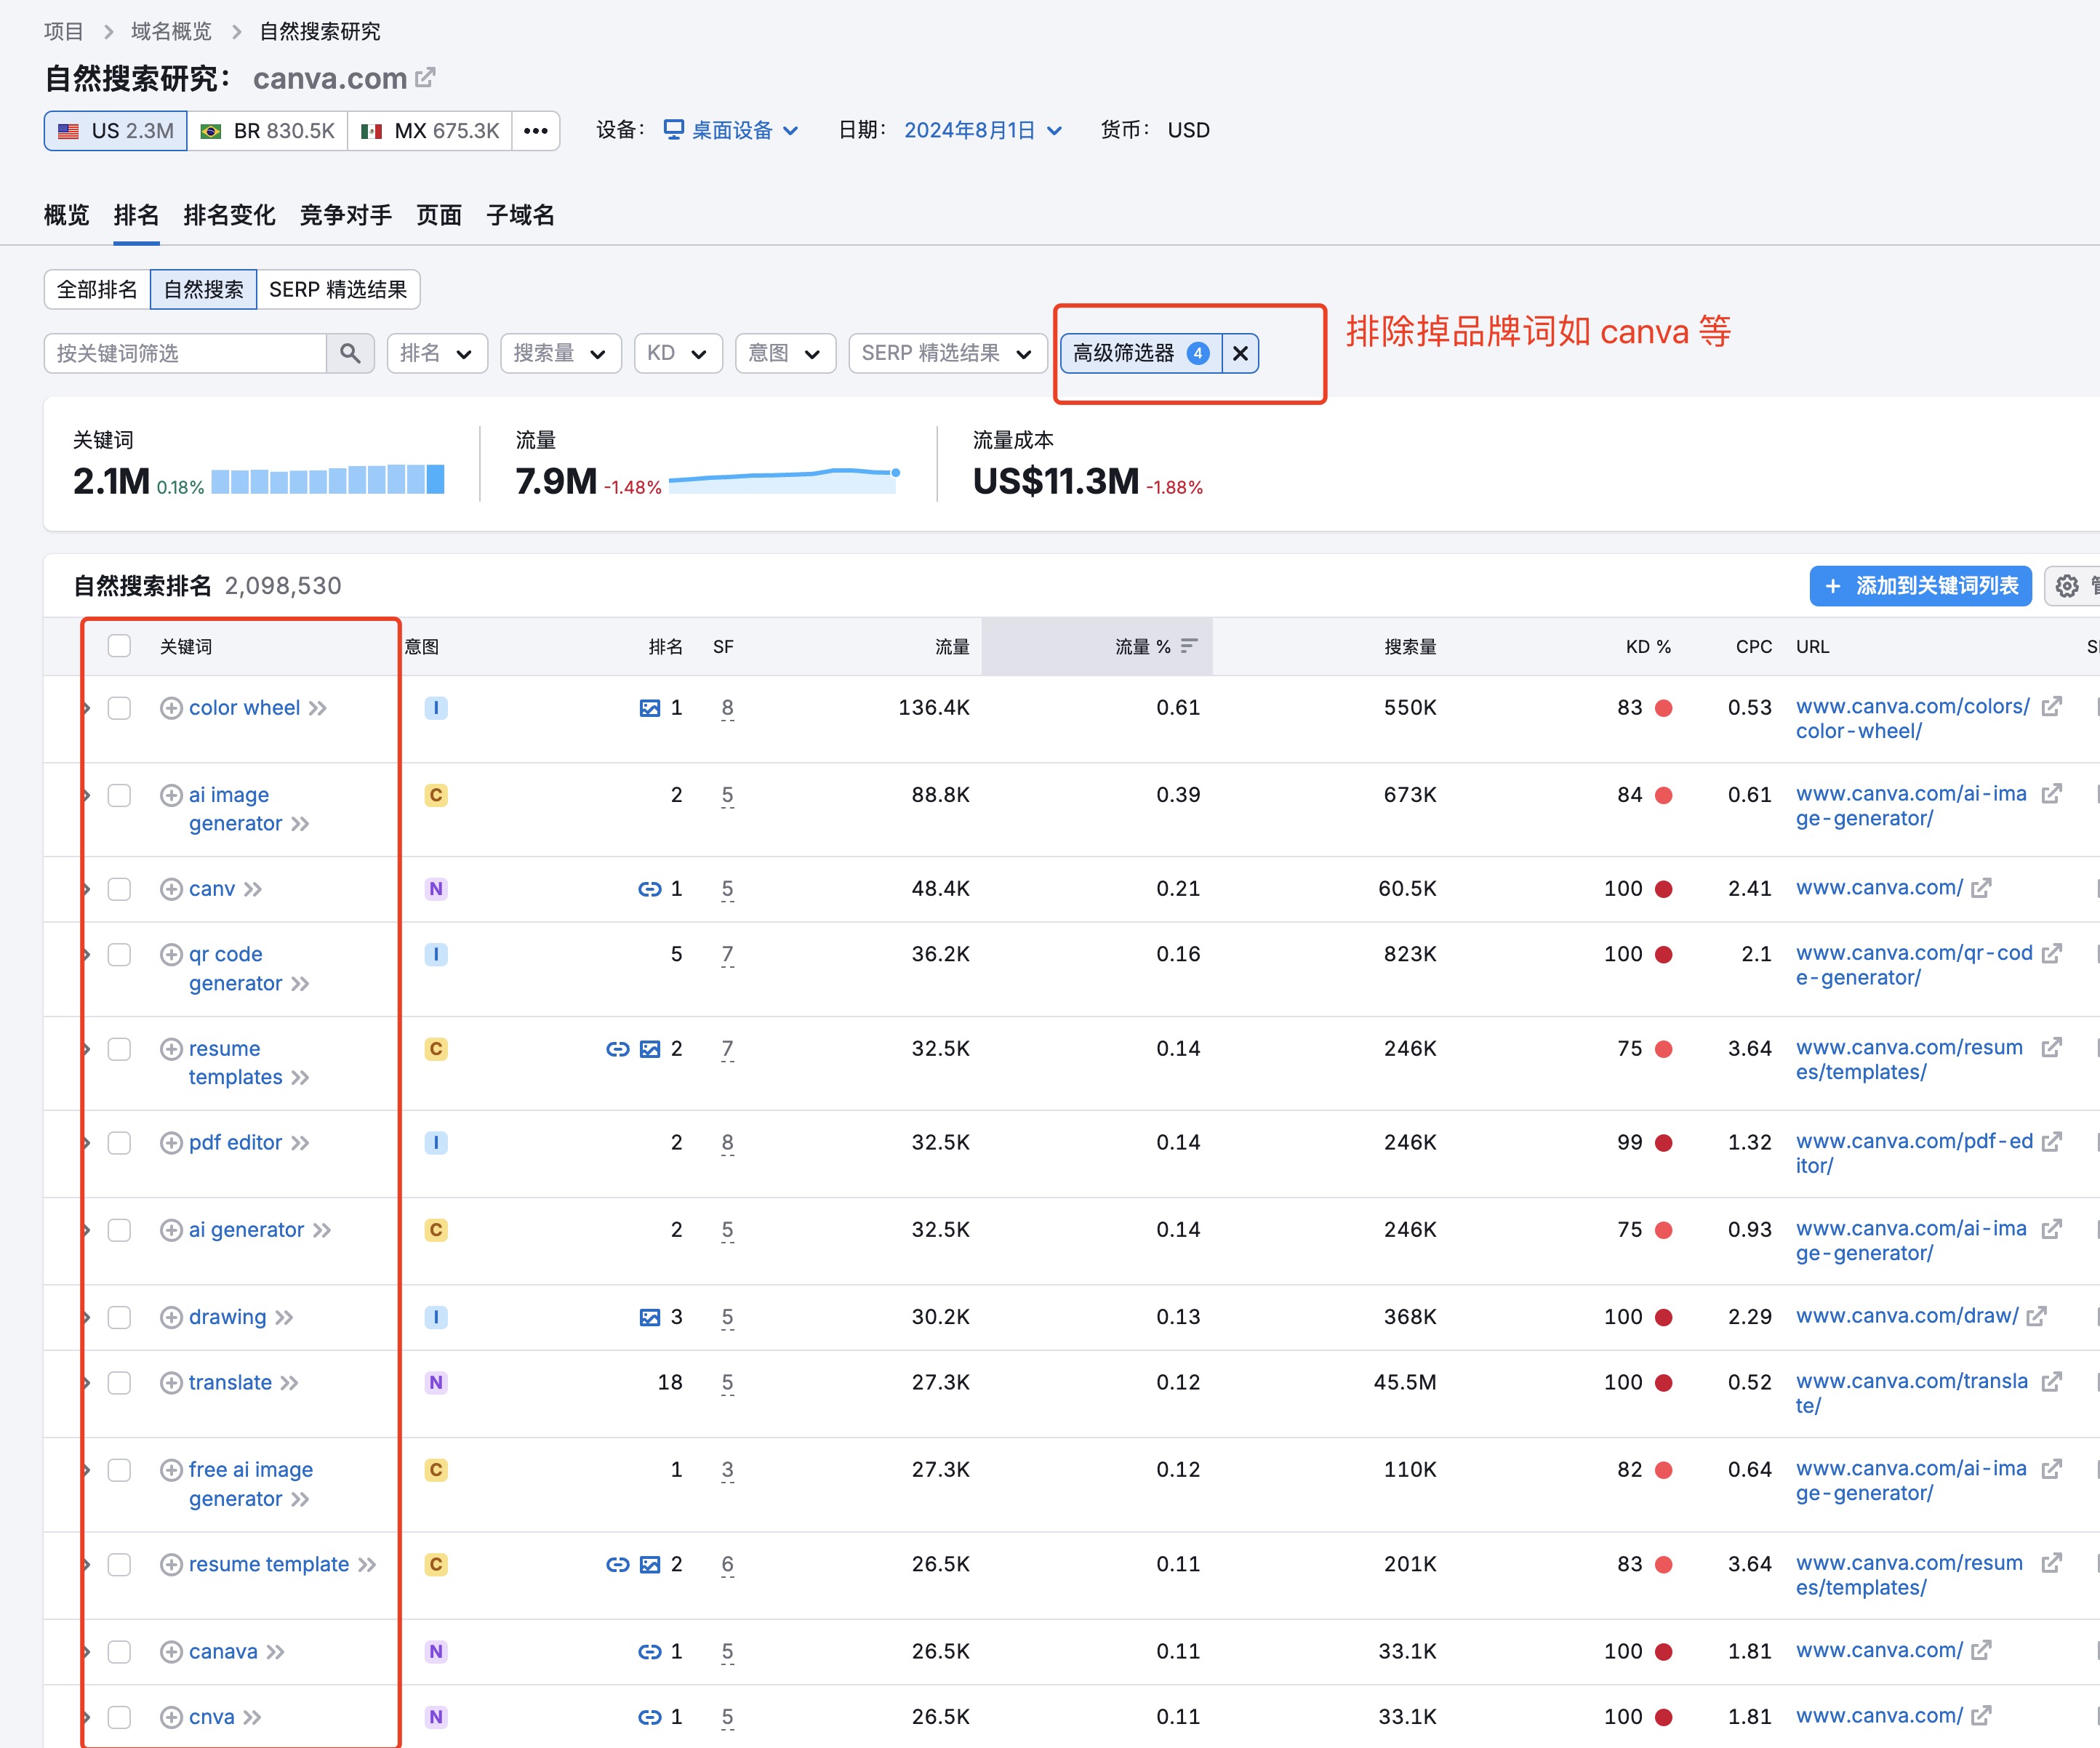 项目 > 域名概览 > 自然搜索研究
自然搜索研究： canva.com
US 2.3M BR 830.5K MX 675.3K ••• 设备： 桌面设备 日期： 2024年8月1日 货币： USD
概览 排名 排名变化 竞争对手 页面 子域名
全部排名 自然搜索 SERP 精选结果
按关键词筛选 排名 搜索量 KD 意图 SERP 精选结果 高级筛选器 4 ✕ 排除掉品牌词如 canva 等
关键词 流量 流量成本
2.1M 0.18% 7.9M -1.48% US$11.3M -1.88%
自然搜索排名 2,098,530 + 添加到关键词列表
关键词 意图 排名 SF 流量 流量 % 搜索量 KD % CPC URL
color wheel I 1 8 136.4K 0.61 550K 83 0.53 www.canva.com/colors/
color-wheel/
ai image C 2 5 88.8K 0.39 673K 84 0.61 www.canva.com/ai-ima
generator ge-generator/
canv N 1 5 48.4K 0.21 60.5K 100 2.41 www.canva.com/
qr code I 5 7 36.2K 0.16 823K 100 2.1 www.canva.com/qr-cod
generator e-generator/
resume C 2 7 32.5K 0.14 246K 75 3.64 www.canva.com/resum
templates es/templates/
pdf editor I 2 8 32.5K 0.14 246K 99 1.32 www.canva.com/pdf-ed
itor/
ai generator C 2 5 32.5K 0.14 246K 75 0.93 www.canva.com/ai-ima
ge-generator/
drawing I 3 5 30.2K 0.13 368K 100 2.29 www.canva.com/draw/
translate N 18 5 27.3K 0.12 45.5M 100 0.52 www.canva.com/transla
te/
free ai image C 1 3 27.3K 0.12 110K 82 0.64 www.canva.com/ai-ima
generator ge-generator/
resume template C 2 6 26.5K 0.11 201K 83 3.64 www.canva.com/resum
es/templates/
canava N 1 5 26.5K 0.11 33.1K 100 1.81 www.canva.com/
cnva N 1 5 26.5K 0.11 33.1K 100 1.81 www.canva.com/